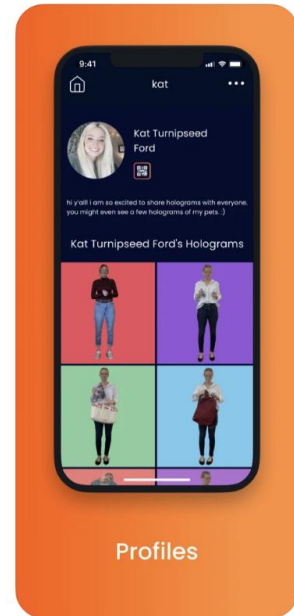 9:41
kat
Kat Turnipseed
Ford
hi y'all! i am so excited to share holograms with everyone.
you might even see a few holograms of my pets. :)
Kat Turnipseed Ford's Holograms
Profiles